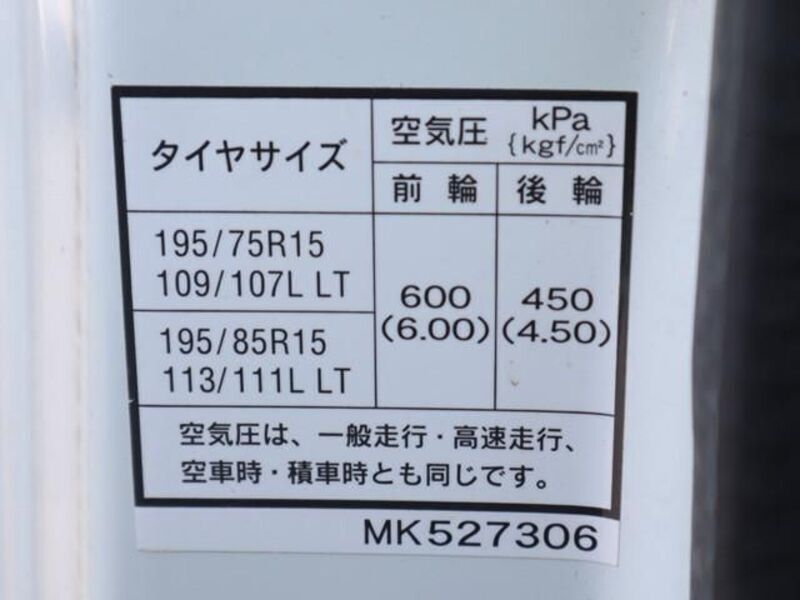 タイヤサイズ
空気圧 kPa
{kgf/cm²}
前輪 後輪
195/75R15
109/107L LT
195/85R15
113/111L LT
600
(6.00)
450
(4.50)
空気圧は、一般走行・高速走行、
空車時・積車時とも同じです。
MK527306